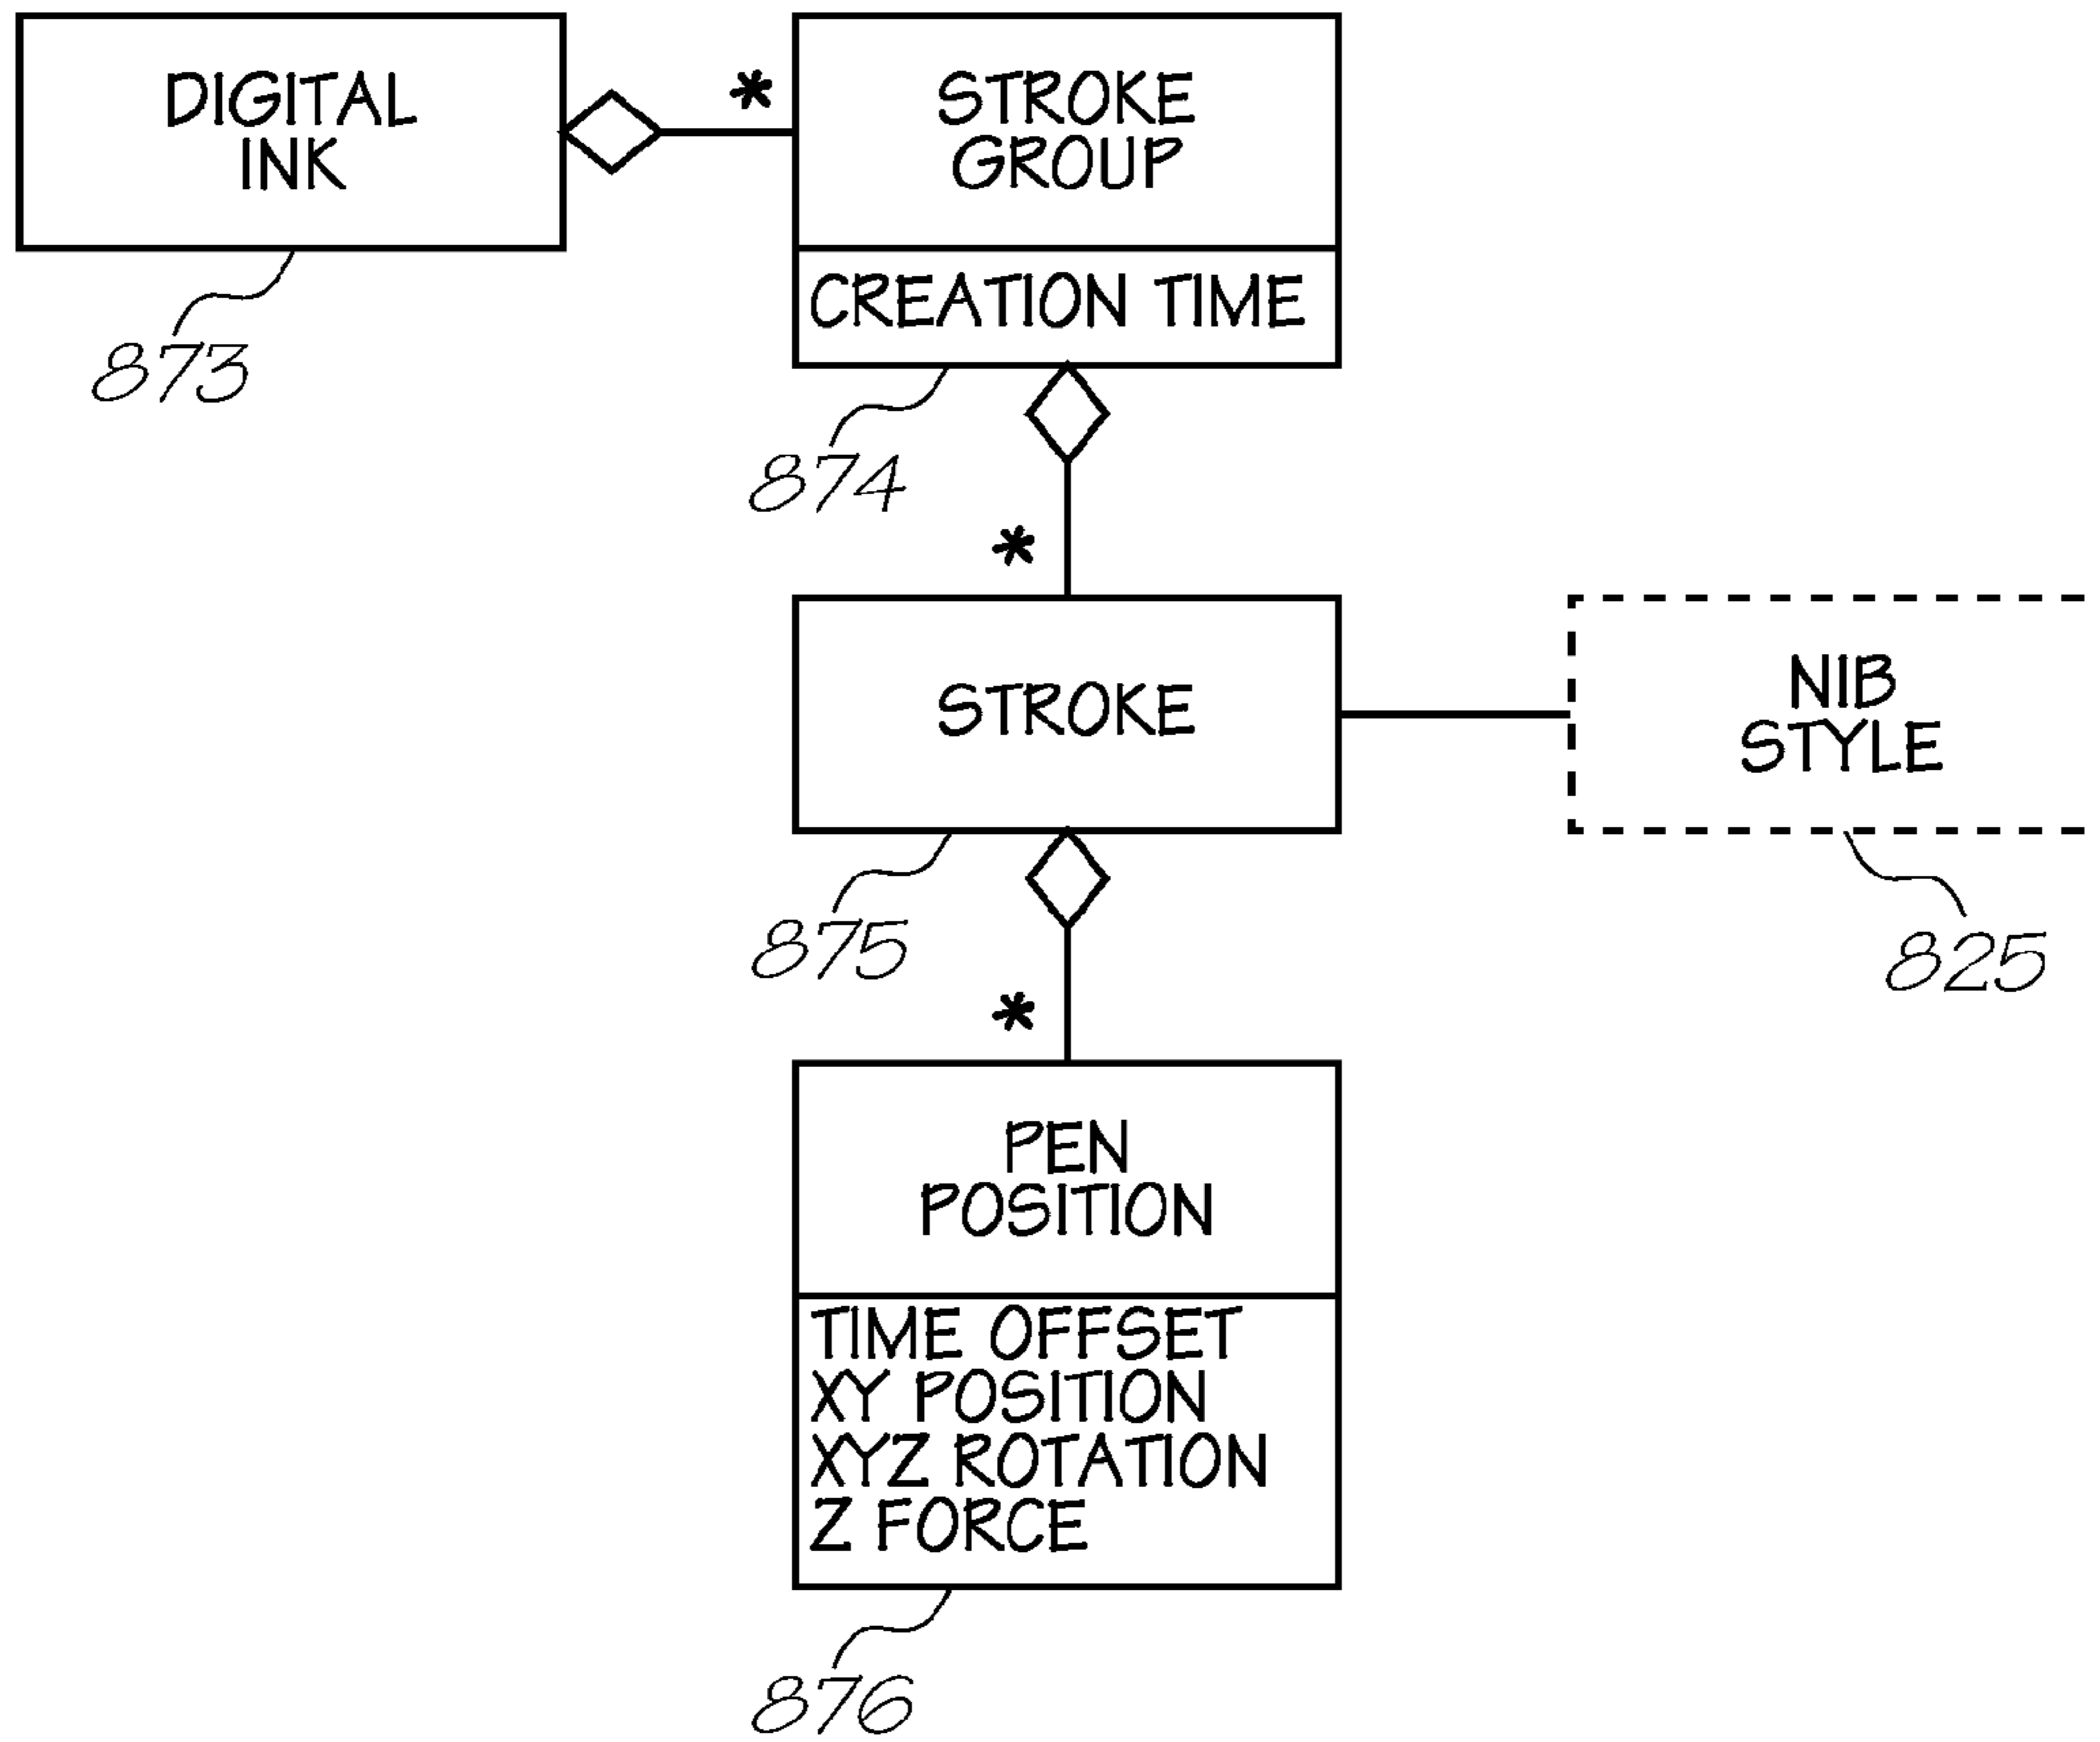 DIGITAL
INK
*
STROKE
GROUP
CREATION TIME
873
874
*
STROKE
NIB
STYLE
875
825
*
PEN
POSITION
TIME OFFSET
XY POSITION
XYZ ROTATION
Z FORCE
876